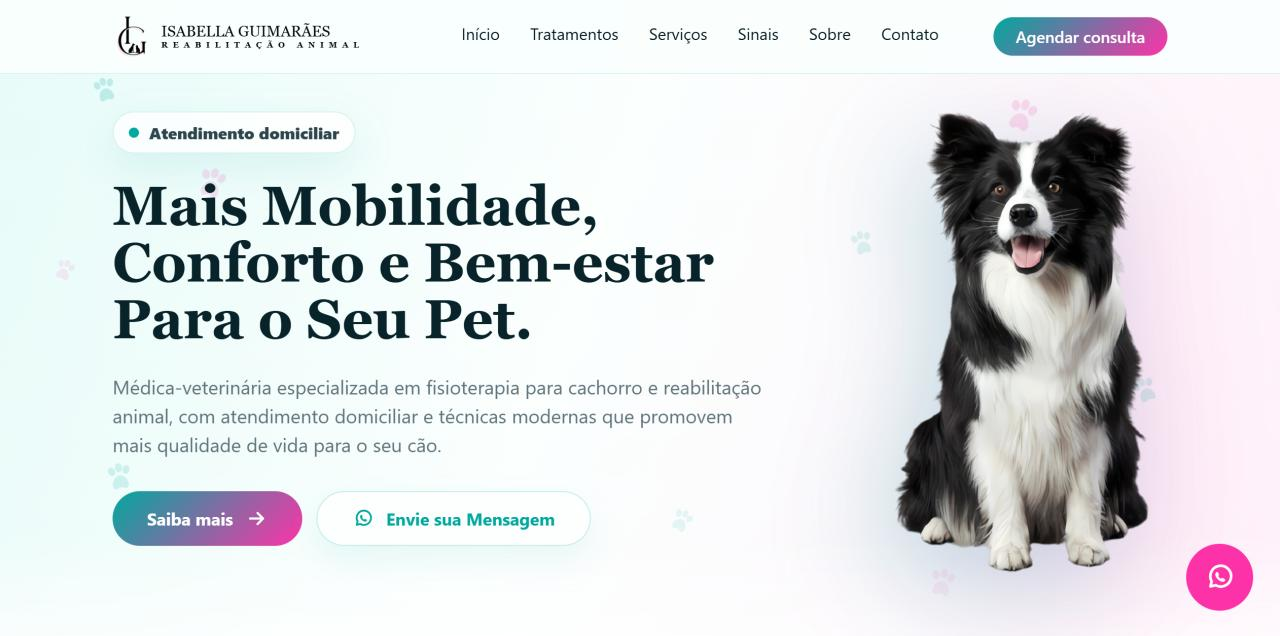 ISABELLA GUIMARÃES
REABILITAÇÃO ANIMAL
Início
Tratamentos
Serviços
Sinais
Sobre
Contato
Agendar consulta
Atendimento domiciliar
Mais Mobilidade,
Conforto e Bem-estar
Para o Seu Pet.
Médica-veterinária especializada em fisioterapia para cachorro e reabilitação
animal, com atendimento domiciliar e técnicas modernas que promovem
mais qualidade de vida para o seu cão.
Saiba mais
Envie sua Mensagem